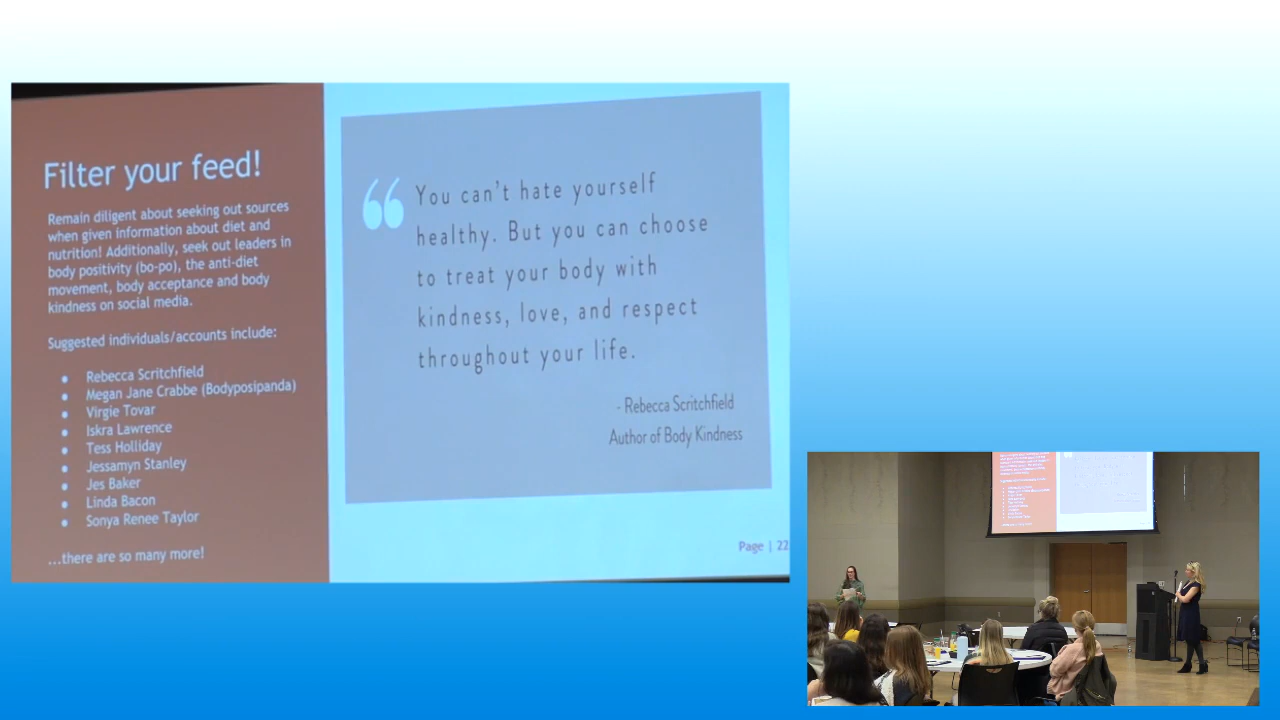 Filter your feed!
Remain diligent about seeking out sources
when given information about diet and
nutrition! Additionally, seek out leaders in
body positivity (bo-po), the anti-diet
movement, body acceptance and body
kindness on social media.
Suggested individuals/accounts include:
● Rebecca Scritchfield
● Megan Jane Crabbe (Bodyposipanda)
● Virgie Tovar
● Iskra Lawrence
● Tess Holliday
● Jessamyn Stanley
● Jes Baker
● Linda Bacon
● Sonya Renee Taylor
...there are so many more!
“You can't hate yourself
healthy. But you can choose
to treat your body with
kindness, love, and respect
throughout your life.
- Rebecca Scritchfield
Author of Body Kindness
Page | 22